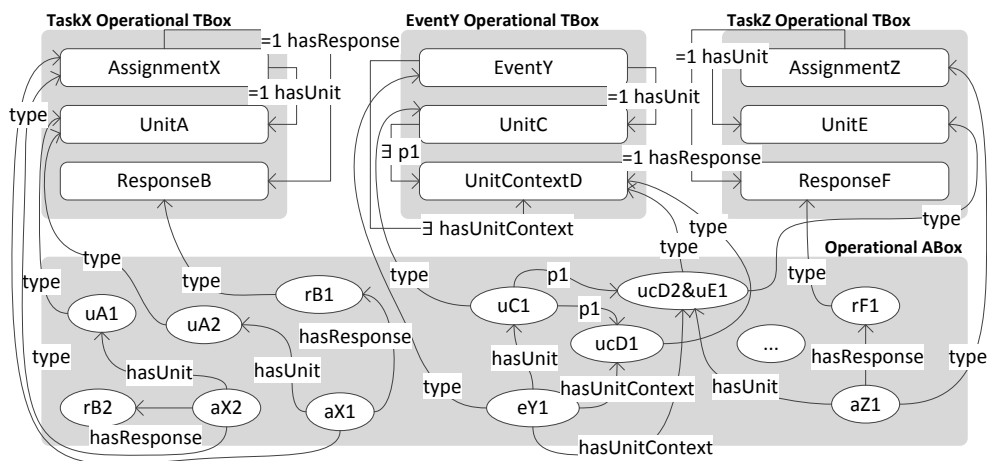 TaskX Operational TBox
EventY Operational TBox
TaskZ Operational TBox
=1 hasResponse
AssignmentX
EventY
=1 hasUnit
AssignmentZ
=1 hasUnit
=1 hasUnit
type
UnitA
UnitC
UnitE
∃ p1
=1 hasResponse
ResponseB
UnitContextD
ResponseF
∃ hasUnitContext
type
type
type
type
Operational ABox
type
type
type
type
p1
rB1
ucD2&uE1
uA1
uA2
uC1
p1
rF1
hasResponse
ucD1
...
hasUnit
hasUnit
hasUnit
hasResponse
type
type
hasUnitContext
hasUnit
type
rB2
aX2
aX1
eY1
aZ1
hasResponse
hasUnitContext